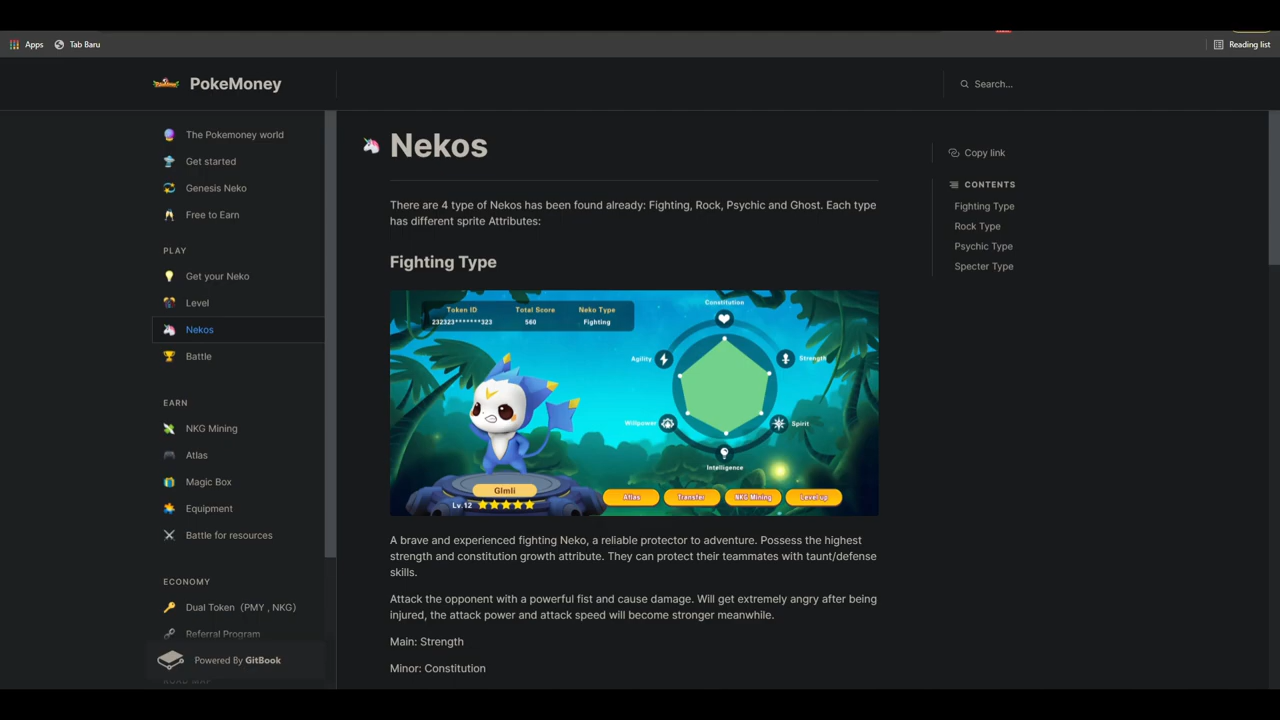 Apps
Tab Baru
Reading list
PokeMoney
Search...
The Pokemoney world
Get started
Genesis Neko
Free to Earn
PLAY
Get your Neko
Level
Nekos
Battle
EARN
NKG Mining
Atlas
Magic Box
Equipment
Battle for resources
ECONOMY
Dual Token（PMY , NKG）
Referral Program
Powered By GitBook
ROAD MAP
Nekos
There are 4 type of Nekos has been found already: Fighting, Rock, Psychic and Ghost. Each type
has different sprite Attributes:
Fighting Type
Token ID Total Score Neko Type
232323*******323 560 Fighting
Constitution
Agility
Strength
Willpower
Spirit
Intelligence
Glmli
Lv.12
Atlas Transfer NKG Mining Level up
A brave and experienced fighting Neko, a reliable protector to adventure. Possess the highest
strength and constitution growth attribute. They can protect their teammates with taunt/defense
skills.
Attack the opponent with a powerful fist and cause damage. Will get extremely angry after being
injured, the attack power and attack speed will become stronger meanwhile.
Main: Strength
Minor: Constitution
Copy link
CONTENTS
Fighting Type
Rock Type
Psychic Type
Specter Type